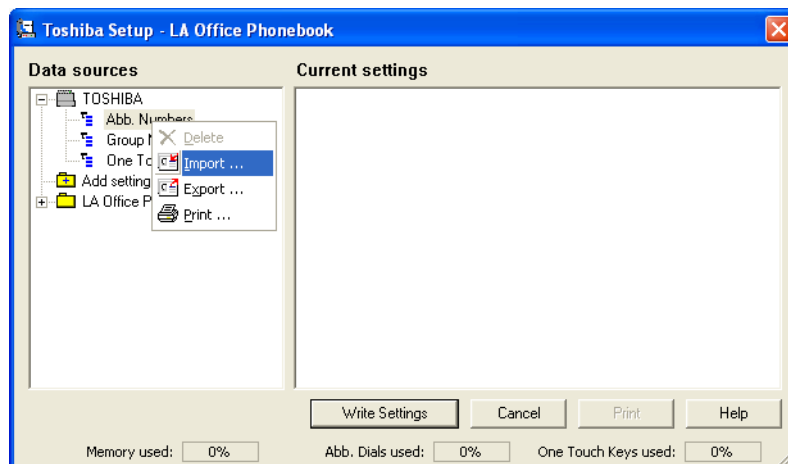 Toshiba Setup - LA Office Phonebook
Data sources
Current settings
TOSHIBA
Abb. Numbers
Group
One To
Add setting
LA Office P
Delete
Import ...
Export ...
Print ...
Write Settings
Cancel
Print
Help
Memory used: 0%
Abb. Dials used: 0%
One Touch Keys used: 0%